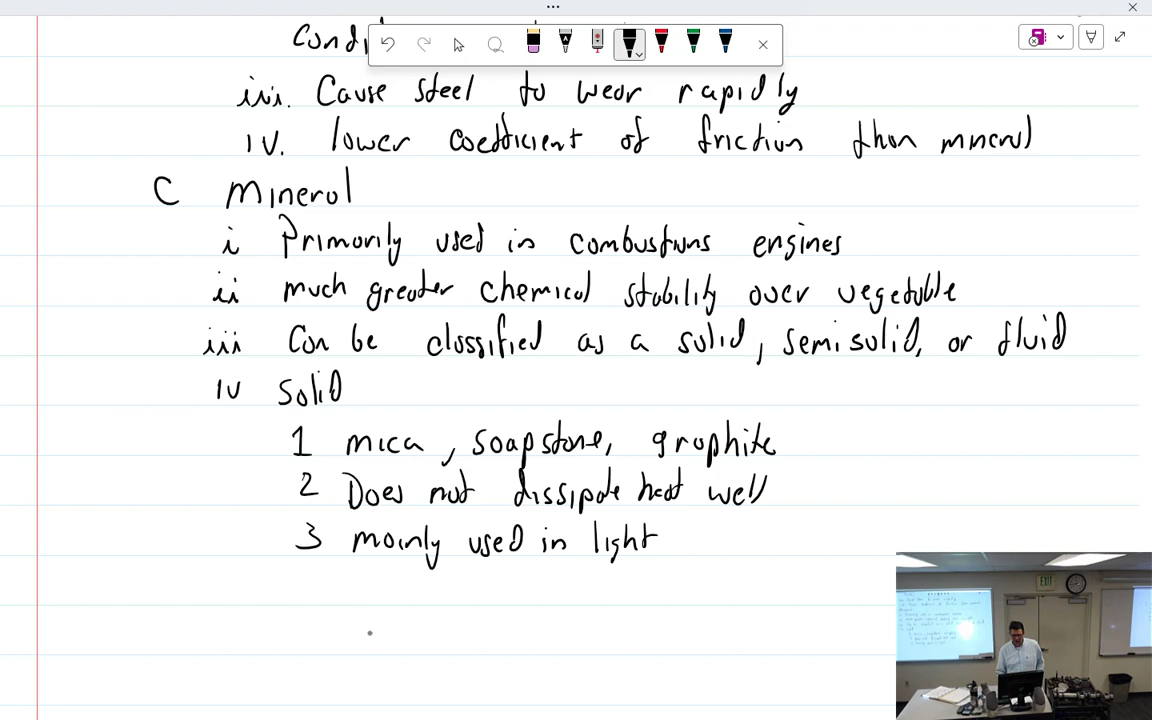 iii. Cause steel to wear rapidly
IV. lower coefficient of friction than mineral
C Mineral
i Primarily used in combustions engines
ii much greater chemical stability over vegetable
iii Can be classified as a solid, semisolid, or fluid
IV Solid
1 mica, soapstone, graphite
2 Does not dissipate heat well
3 mainly used in light
EXIT